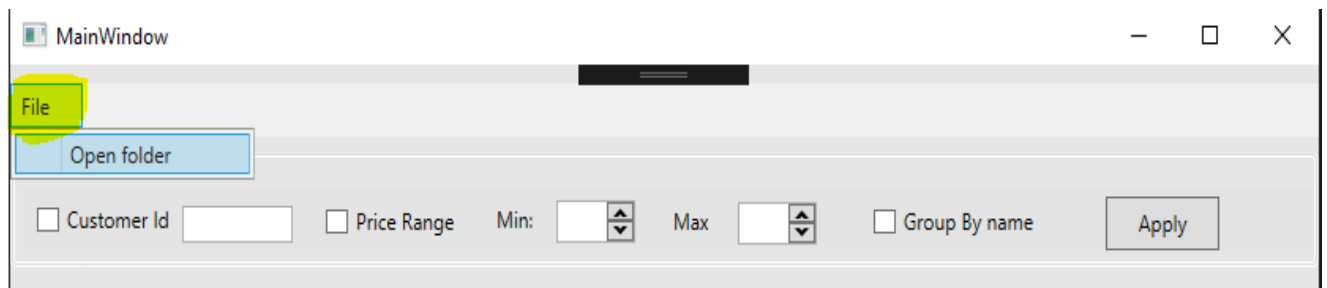 MainWindow
File
Open folder
Customer Id Price Range Min: Max Group By name Apply